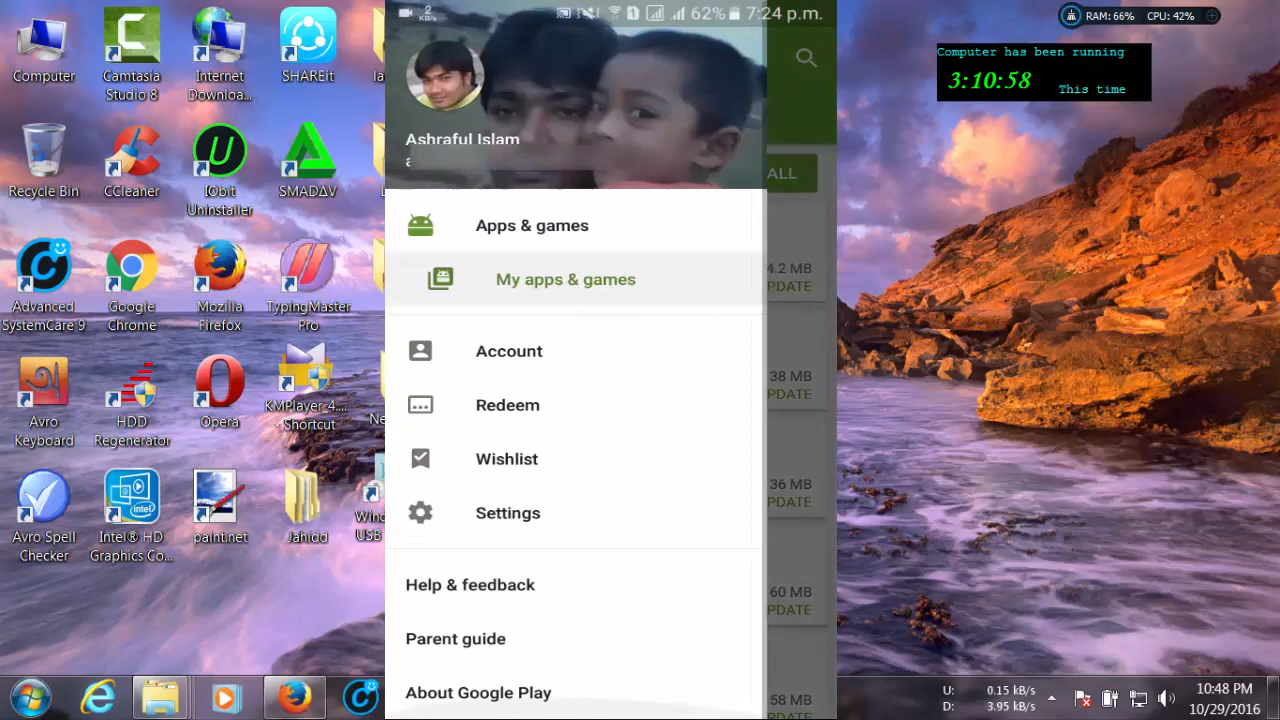 Computer
Camtasia
Studio 8
Internet
Downloa...
SHAREit
Recycle Bin
CCleaner
IObit
Uninstaller
SMADΔV
Advanced
SystemCare 9
Google
Chrome
Mozilla
Firefox
TypingMaster
Pro
Avro
Keyboard
HDD
Regenerator
Opera
KMPlayer 4....
- Shortcut
Avro Spell
Checker
Intel® HD
Graphics Co...
paint.net
Jahidd
USB
2
KB/s
1
62%
7:24 p.m.
Ashraful Islam
Apps & games
My apps & games
Account
Redeem
Wishlist
Settings
Help & feedback
Parent guide
About Google Play
ALL
4.2 MB
PDATE
38 MB
PDATE
36 MB
PDATE
60 MB
PDATE
58 MB
RAM: 66% CPU: 42%
Computer has been running
3:10:58 This time
U: 0.15 kB/s
D: 3.95 kB/s
10:48 PM
10/29/2016